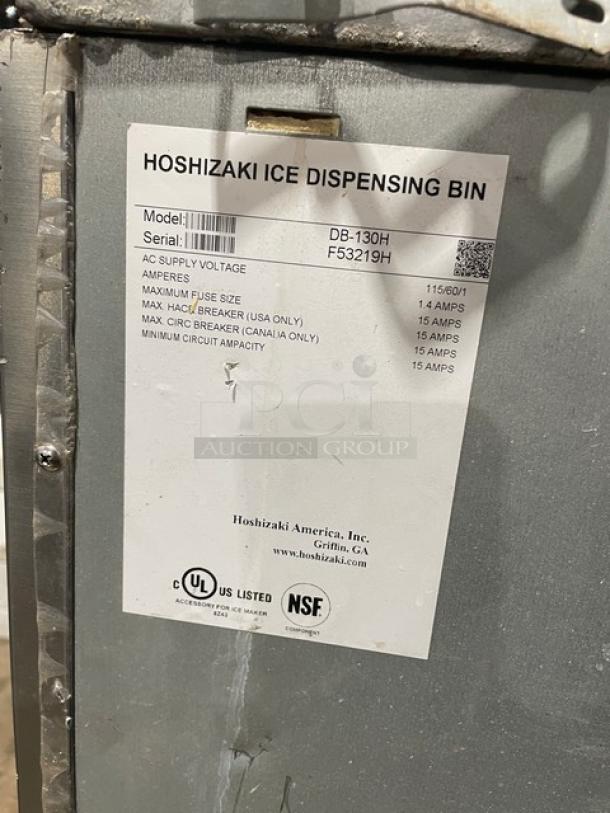 HOSHIZAKI ICE DISPENSING BIN
Model: DB-130H
Serial: F53219H
AC SUPPLY VOLTAGE 115/60/1
AMPERES 1.4 AMPS
MAXIMUM FUSE SIZE 15 AMPS
MAX. HACR BREAKER (USA ONLY) 15 AMPS
MAX. CIRC BREAKER (CANADA ONLY) 15 AMPS
MINIMUM CIRCUIT AMPACITY 15 AMPS
PCI
AUCTION GROUP
Hoshizaki America, Inc.
Griffin, GA
www.hoshizaki.com
C UL US LISTED
ACCESSORY FOR ICE MAKER
NSF
COMPONENT